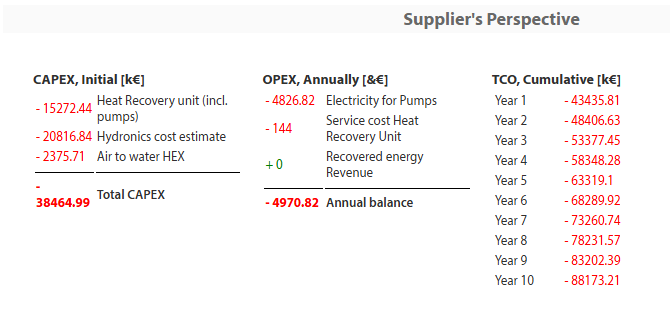 Supplier's Perspective
CAPEX, Initial [k€]
- 15272.44 Heat Recovery unit (incl.
pumps)
- 20816.84 Hydronics cost estimate
- 2375.71 Air to water HEX
-
38464.99 Total CAPEX
OPEX, Annually [&€]
- 4826.82 Electricity for Pumps
- 144 Service cost Heat
Recovery Unit
+ 0 Recovered energy
Revenue
- 4970.82 Annual balance
TCO, Cumulative [k€]
Year 1 - 43435.81
Year 2 - 48406.63
Year 3 - 53377.45
Year 4 - 58348.28
Year 5 - 63319.1
Year 6 - 68289.92
Year 7 - 73260.74
Year 8 - 78231.57
Year 9 - 83202.39
Year 10 - 88173.21